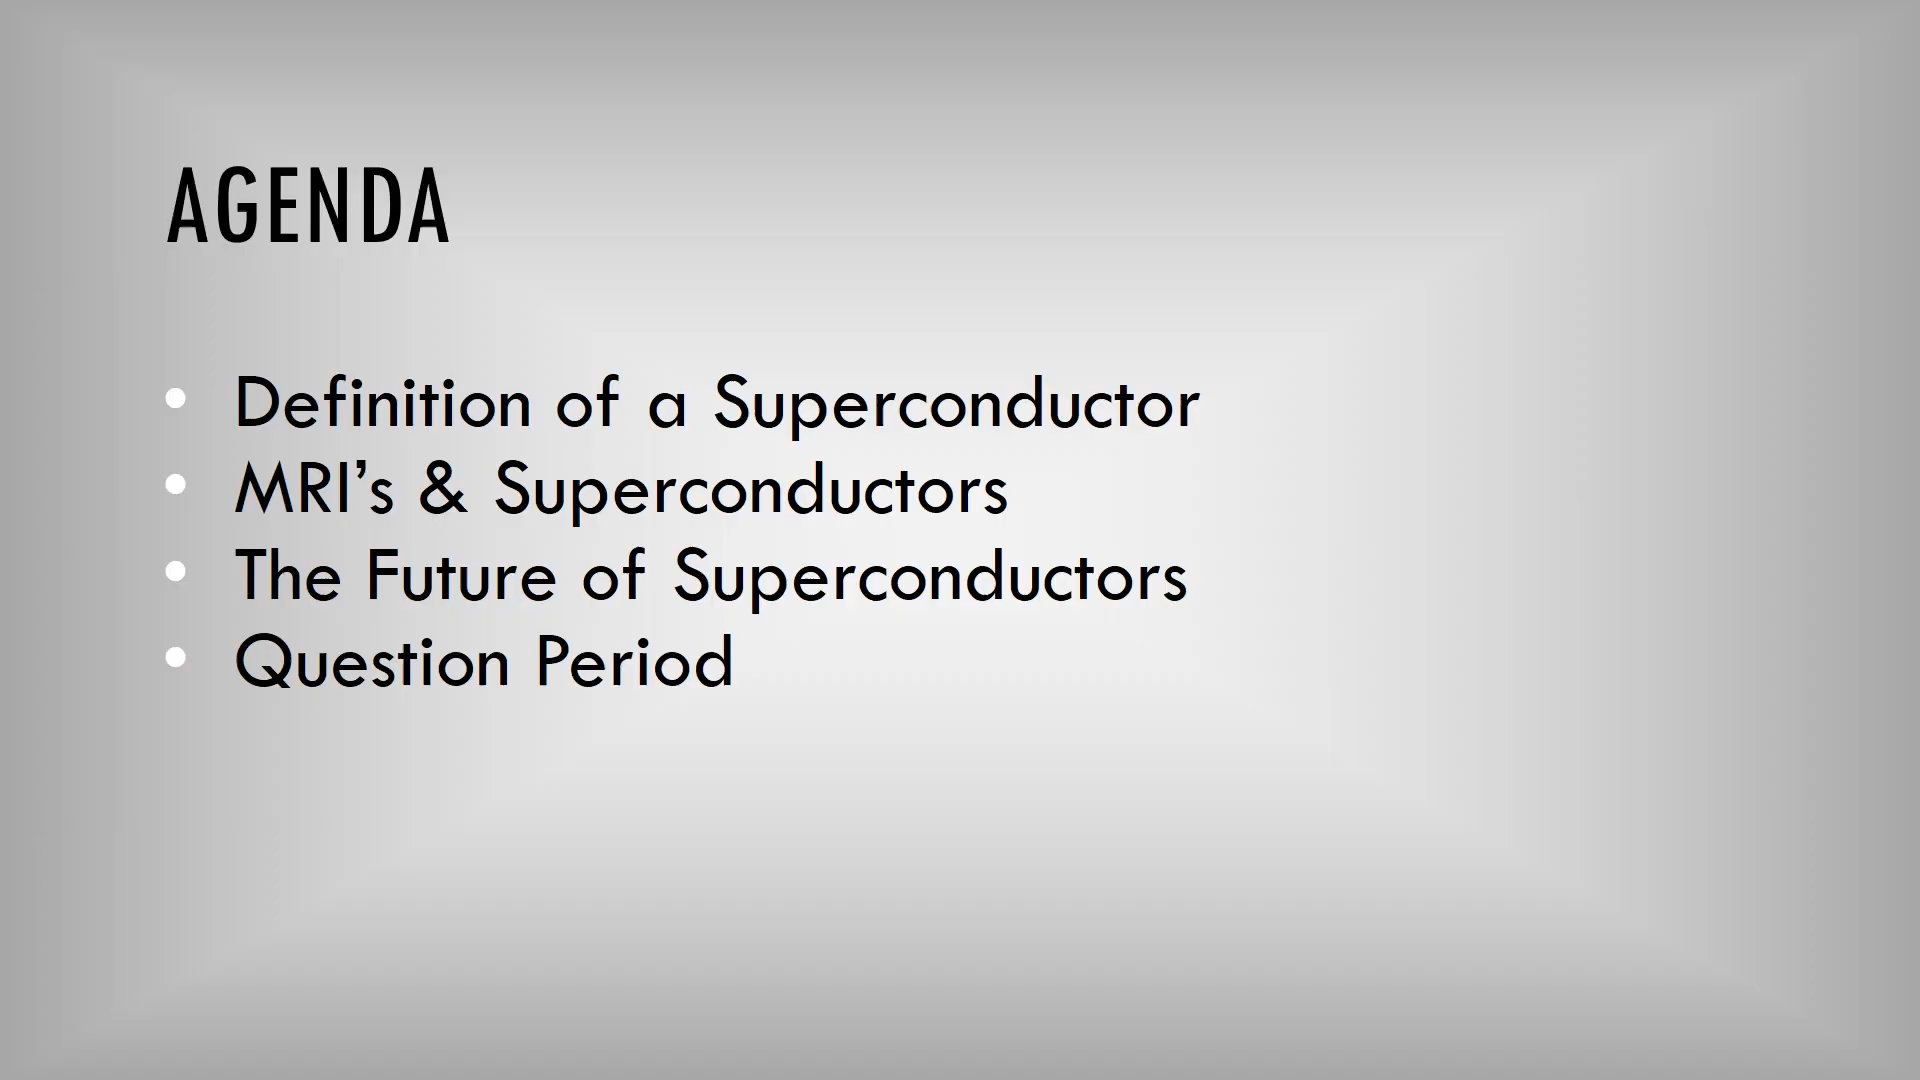 AGENDA
• Definition of a Superconductor
• MRI’s & Superconductors
• The Future of Superconductors
• Question Period